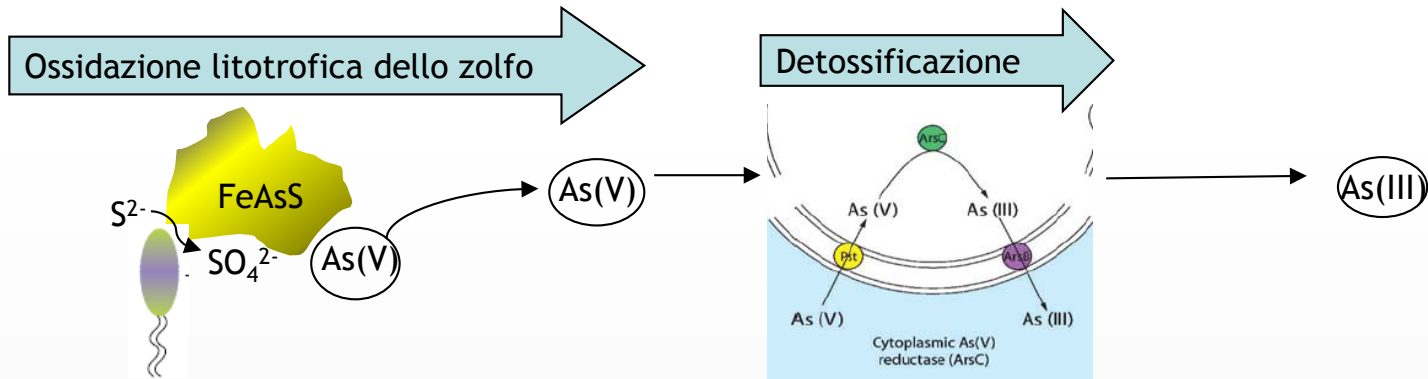 Ossidazione litotrofica dello zolfo
Detossificazione
FeAsS
S²⁻
SO₄²⁻
As(V)
As(V)
ArsC
As (V)
As (III)
Pst
ArsB
As (V)
As (III)
Cytoplasmic As(V)
reductase (ArsC)
As(III)